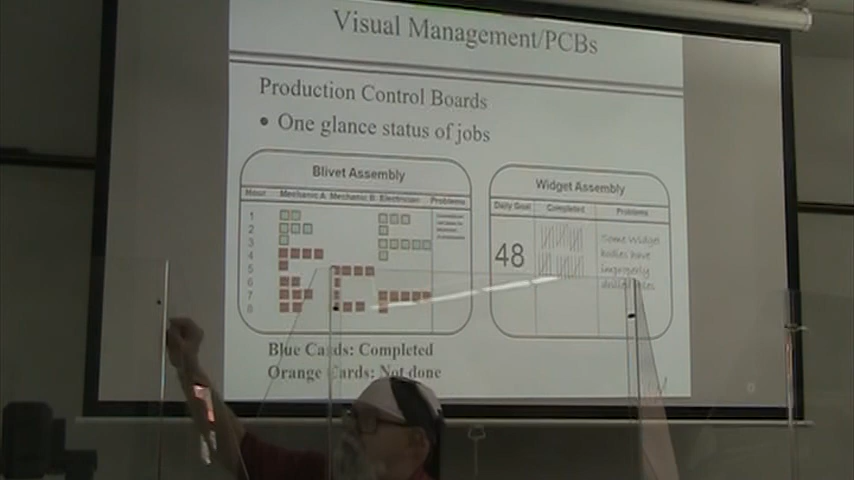 Visual Management/PCBs
Production Control Boards
• One glance status of jobs
Blivet Assembly
Hour Mechanic A Mechanic B Electrician Problems
1
2
3
4
5
6
7
8
Widget Assembly
Daily Goal Completed Problems
48
Some widget
bodies have
improperly
drilled holes
Blue Cards: Completed
Orange Cards: Not done